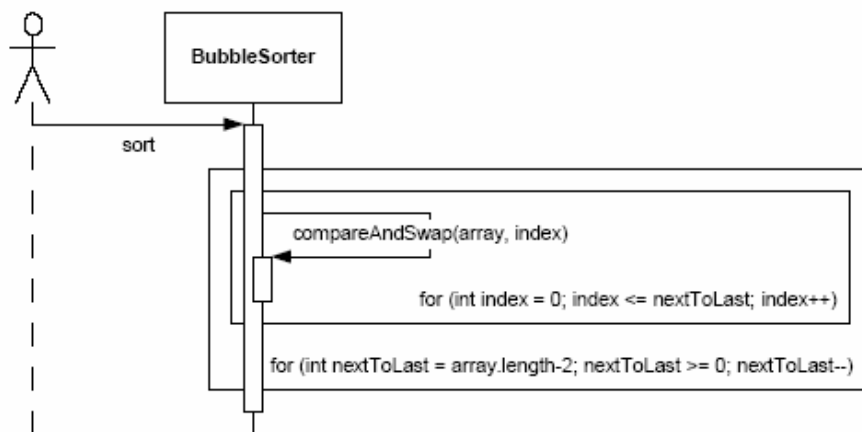 BubbleSorter
sort
compareAndSwap(array, index)
for (int index = 0; index <= nextToLast; index++)
for (int nextToLast = array.length-2; nextToLast >= 0; nextToLast--)